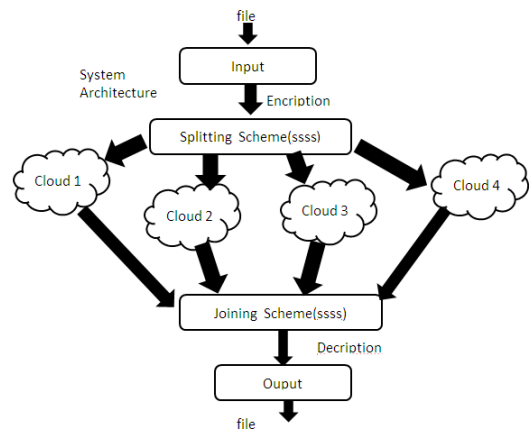 file
Input
System
Architecture
Encription
Splitting Scheme(ssss)
Cloud 1
Cloud 2
Cloud 3
Cloud 4
Joining Scheme(ssss)
Decription
Ouput
file